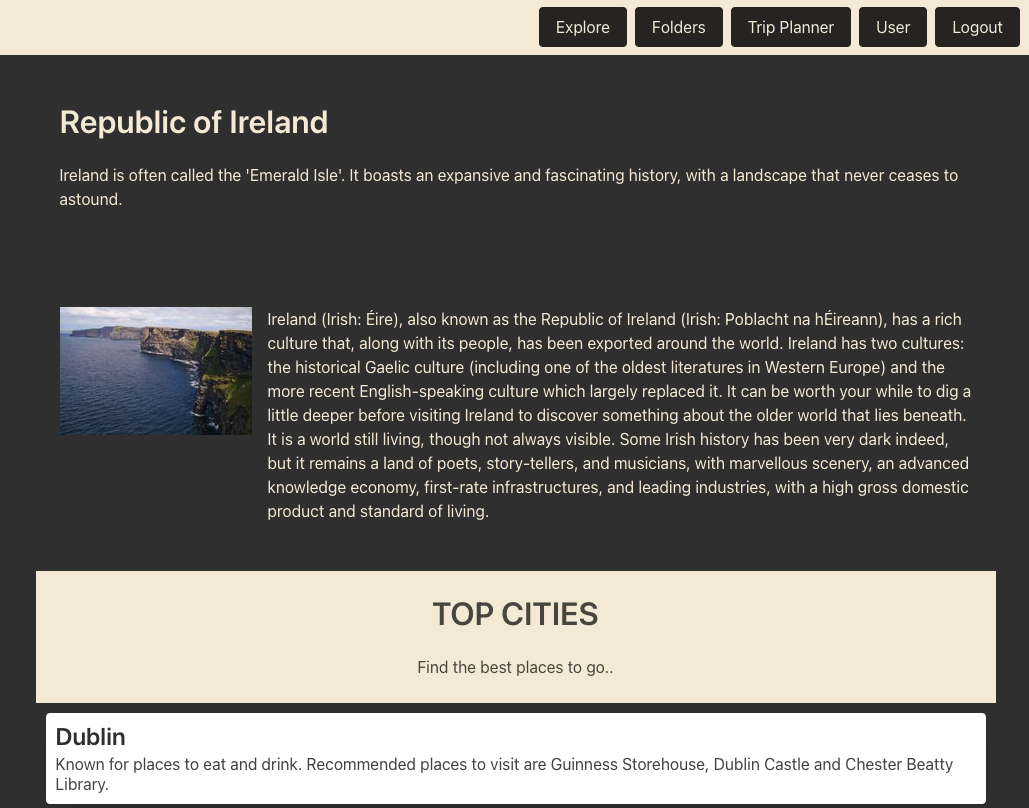 Explore Folders Trip Planner User Logout
Republic of Ireland
Ireland is often called the 'Emerald Isle'. It boasts an expansive and fascinating history, with a landscape that never ceases to
astound.
Ireland (Irish: Éire), also known as the Republic of Ireland (Irish: Poblacht na hÉireann), has a rich
culture that, along with its people, has been exported around the world. Ireland has two cultures:
the historical Gaelic culture (including one of the oldest literatures in Western Europe) and the
more recent English-speaking culture which largely replaced it. It can be worth your while to dig a
little deeper before visiting Ireland to discover something about the older world that lies beneath.
It is a world still living, though not always visible. Some Irish history has been very dark indeed,
but it remains a land of poets, story-tellers, and musicians, with marvellous scenery, an advanced
knowledge economy, first-rate infrastructures, and leading industries, with a high gross domestic
product and standard of living.
TOP CITIES
Find the best places to go..
Dublin
Known for places to eat and drink. Recommended places to visit are Guinness Storehouse, Dublin Castle and Chester Beatty
Library.